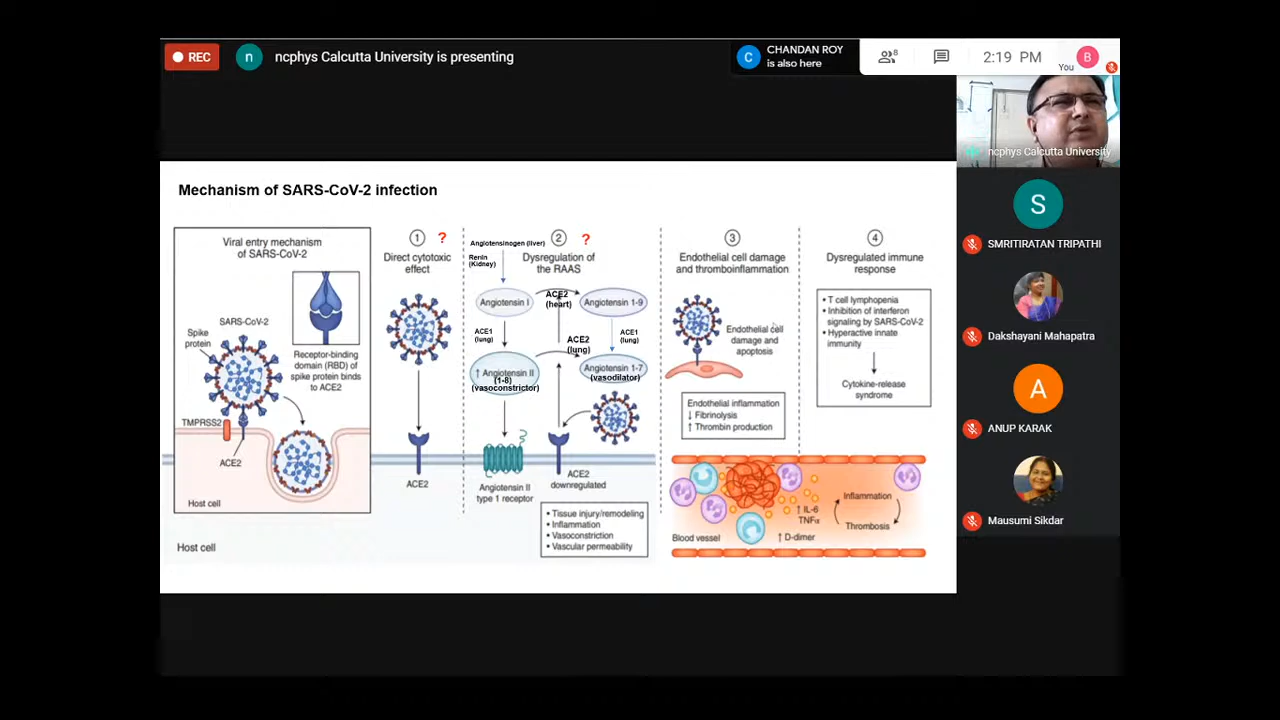 REC
n
ncphys Calcutta University is presenting
C
CHANDAN ROY
is also here
8
2:19 PM
You
B
ncphys Calcutta University
S
SMRITIRATAN TRIPATHI
Dakshayani Mahapatra
A
ANUP KARAK
Mausumi Sikdar
Mechanism of SARS-CoV-2 infection
Viral entry mechanism
of SARS-CoV-2
SARS-CoV-2
Spike
protein
Receptor-binding
domain (RBD) of
spike protein binds
to ACE2
TMPRSS2
ACE2
Host cell
Host cell
1 ?
Direct cytotoxic
effect
ACE2
2 ?
Dysregulation of
the RAAS
Angiotensinogen (liver)
Renin
(Kidney)
Angiotensin I
ACE2
(heart)
Angiotensin 1-9
ACE1
(lung)
ACE2
(lung)
ACE1
(lung)
↑ Angiotensin II
(1-8)
(vasoconstrictor)
Angiotensin 1-7
(vasodilator)
Angiotensin II
type 1 receptor
ACE2
downregulated
• Tissue injury/remodeling
• Inflammation
• Vasoconstriction
• Vascular permeability
3
Endothelial cell damage
and thromboinflammation
Endothelial cell
damage and
apoptosis
Endothelial inflammation
↓ Fibrinolysis
↑ Thrombin production
Blood vessel
↑ IL-6
TNFα
↑ D-dimer
Inflammation
Thrombosis
4
Dysregulated immune
response
• T cell lymphopenia
• Inhibition of interferon
signaling by SARS-CoV-2
• Hyperactive innate
immunity
Cytokine-release
syndrome